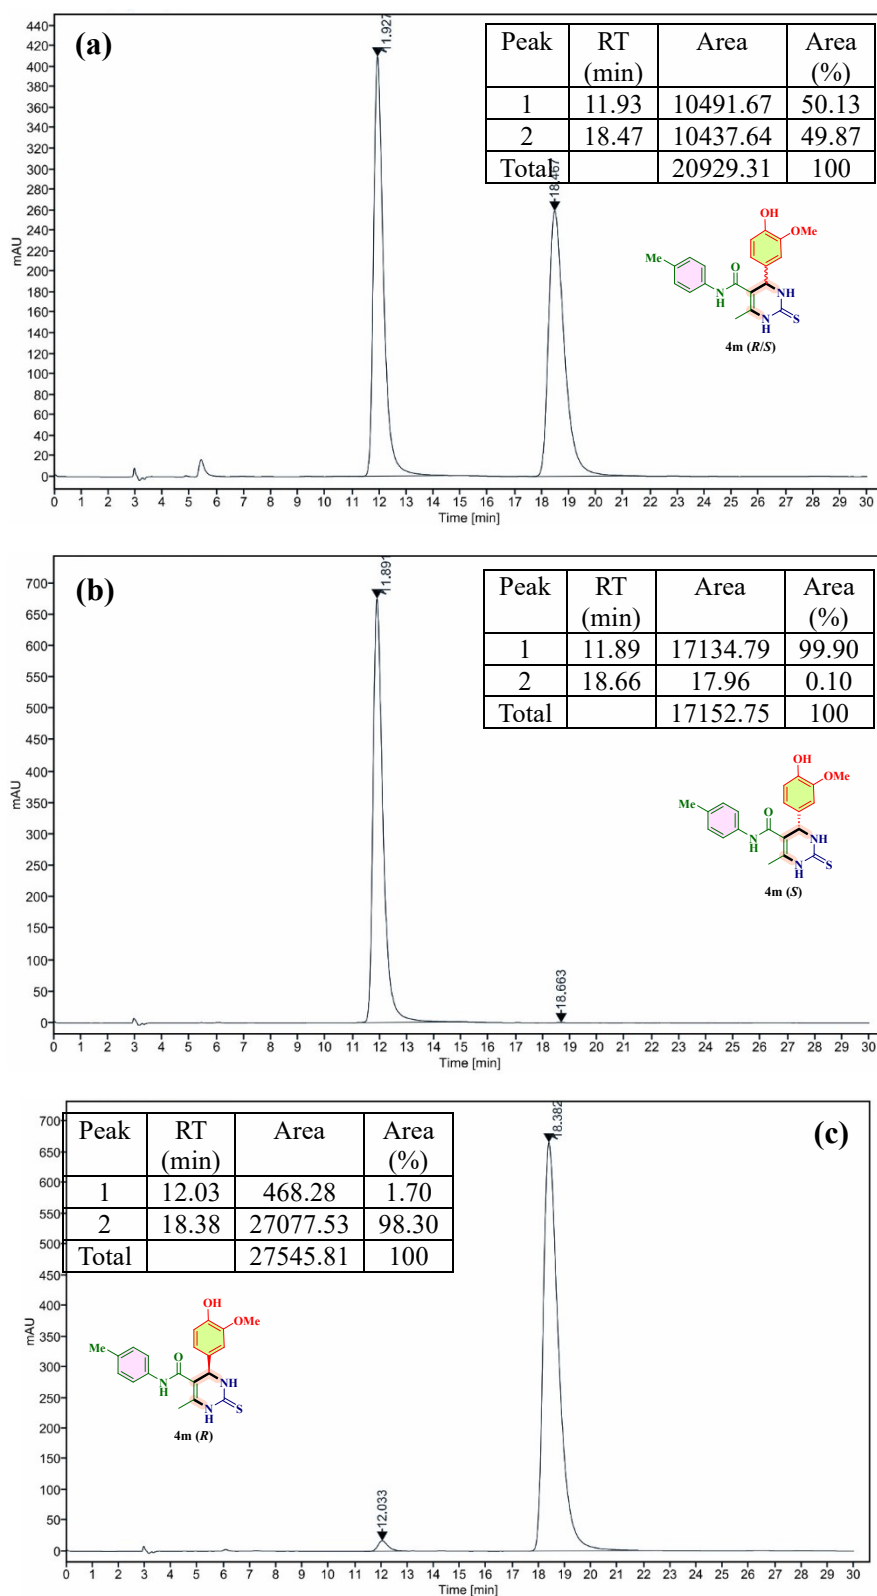 (a)
11.927
18.467
Peak RT (min) Area Area (%)
1 11.93 10491.67 50.13
2 18.47 10437.64 49.87
Total 20929.31 100
mAU
440
420
400
380
360
340
320
300
280
260
240
220
200
180
160
140
120
100
80
60
40
20
0
OH
OMe
Me
O
N
H
NH
N
H
S
4m (R/S)
0 1 2 3 4 5 6 7 8 9 10 11 12 13 14 15 16 17 18 19 20 21 22 23 24 25 26 27 28 29 30
Time [min]
(b)
11.891
18.663
Peak RT (min) Area Area (%)
1 11.89 17134.79 99.90
2 18.66 17.96 0.10
Total 17152.75 100
mAU
700
650
600
550
500
450
400
350
300
250
200
150
100
50
0
OH
OMe
Me
O
N
H
NH
N
H
S
4m (S)
0 1 2 3 4 5 6 7 8 9 10 11 12 13 14 15 16 17 18 19 20 21 22 23 24 25 26 27 28 29 30
Time [min]
(c)
18.382
12.033
Peak RT (min) Area Area (%)
1 12.03 468.28 1.70
2 18.38 27077.53 98.30
Total 27545.81 100
mAU
700
650
600
550
500
450
400
350
300
250
200
150
100
50
0
OH
OMe
Me
O
N
H
NH
N
H
S
4m (R)
0 1 2 3 4 5 6 7 8 9 10 11 12 13 14 15 16 17 18 19 20 21 22 23 24 25 26 27 28 29 30
Time [min]